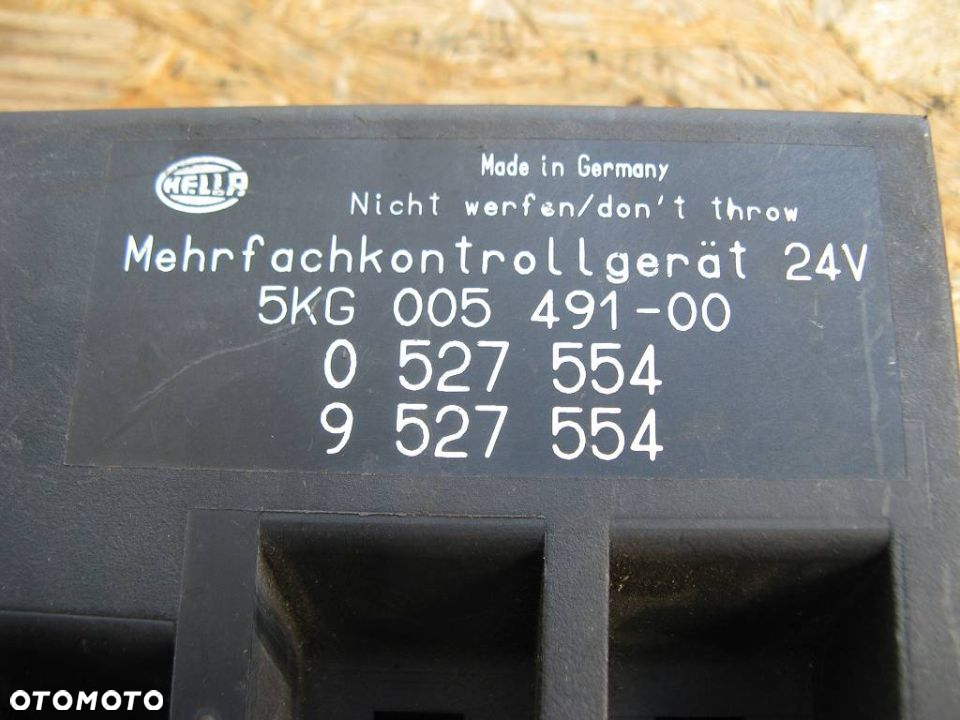 HELLA
Made in Germany
Nicht werfen/don't throw
Mehrfachkontrollgerät 24V
5KG 005 491-00
0 527 554
9 527 554
OTOMOTO